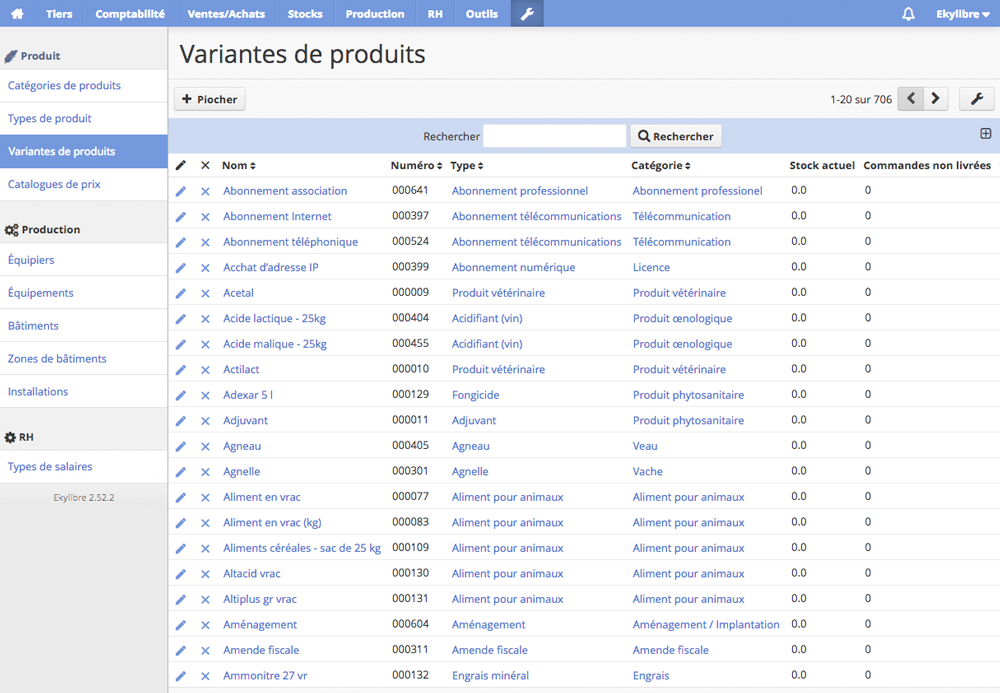 Tiers Comptabilité Ventes/Achats Stocks Production RH Outils Ekylibre
Produit
Catégories de produits
Types de produit
Variantes de produits
Catalogues de prix
Production
Équipiers
Équipements
Bâtiments
Zones de bâtiments
Installations
RH
Types de salaires
Ekylibre 2.52.2
Variantes de produits
Piocher 1-20 sur 706
Rechercher Rechercher
Nom Numéro Type Catégorie Stock actuel Commandes non livrées
Abonnement association 000641 Abonnement professionnel Abonnement professionel 0.0 0
Abonnement Internet 000397 Abonnement télécommunications Télécommunication 0.0 0
Abonnement téléphonique 000524 Abonnement télécommunications Télécommunication 0.0 0
Acchat d'adresse IP 000399 Abonnement numérique Licence 0.0 0
Acetal 000009 Produit vétérinaire Produit vétérinaire 0.0 0
Acide lactique - 25kg 000404 Acidifiant (vin) Produit œnologique 0.0 0
Acide malique - 25kg 000455 Acidifiant (vin) Produit œnologique 0.0 0
Actilact 000010 Produit vétérinaire Produit vétérinaire 0.0 0
Adexar 5 l 000129 Fongicide Produit phytosanitaire 0.0 0
Adjuvant 000011 Adjuvant Produit phytosanitaire 0.0 0
Agneau 000405 Agneau Veau 0.0 0
Agnelle 000301 Agnelle Vache 0.0 0
Aliment en vrac 000077 Aliment pour animaux Aliment pour animaux 0.0 0
Aliment en vrac (kg) 000083 Aliment pour animaux Aliment pour animaux 0.0 0
Aliments céréales - sac de 25 kg 000109 Aliment pour animaux Aliment pour animaux 0.0 0
Altacid vrac 000130 Aliment pour animaux Aliment pour animaux 0.0 0
Altiplus gr vrac 000131 Aliment pour animaux Aliment pour animaux 0.0 0
Aménagement 000604 Aménagement Aménagement / Implantation 0.0 0
Amende fiscale 000311 Amende fiscale Amende fiscale 0.0 0
Ammonitre 27 vr 000132 Engrais minéral Engrais 0.0 0